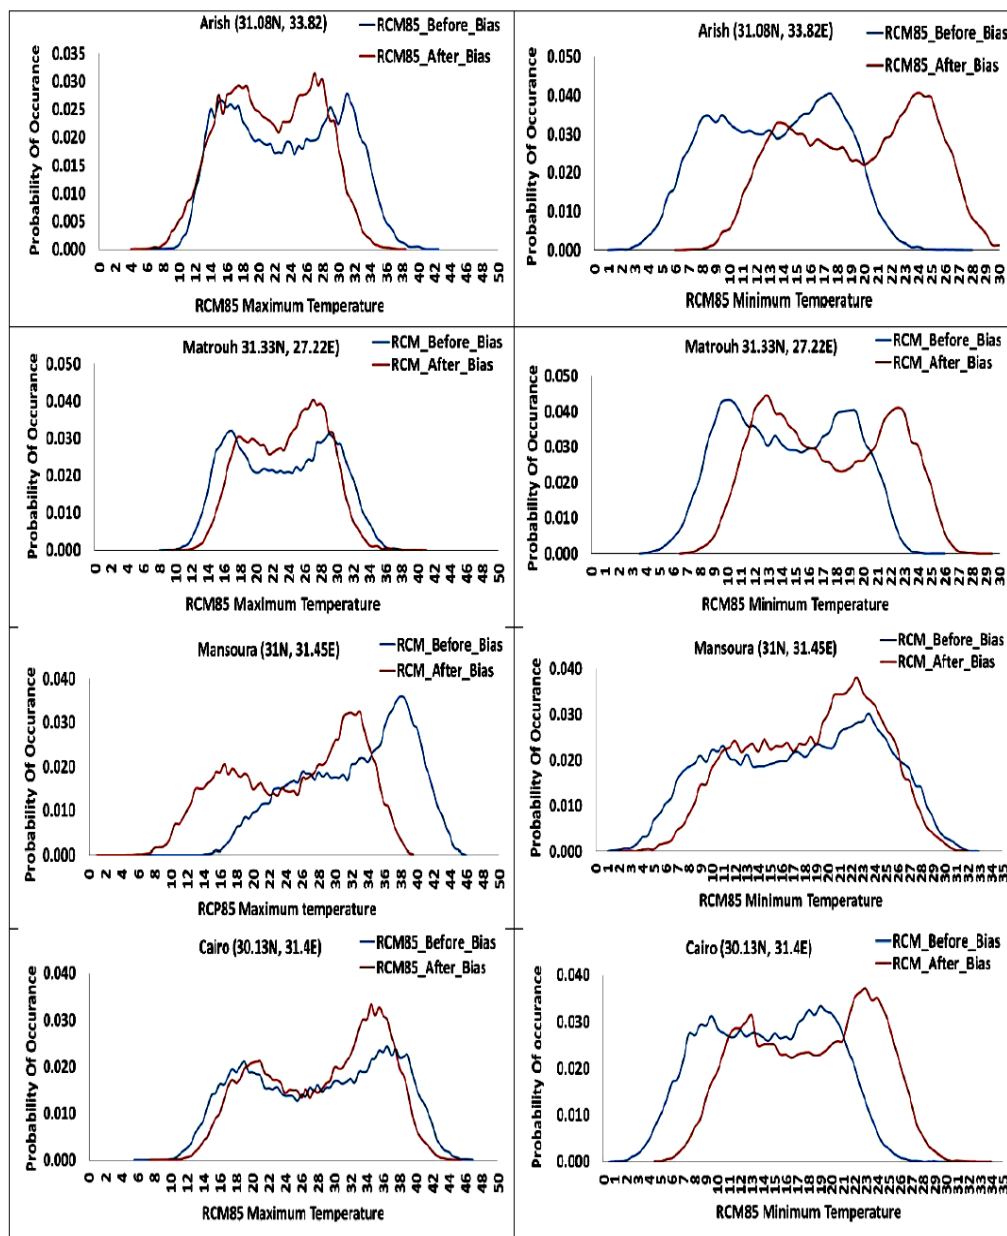 Arish (31.08N, 33.82)
RCM85_Before_Bias
RCM85_After_Bias
Probability Of Occurance
0.035
0.030
0.025
0.020
0.015
0.010
0.005
0.000
0 2 4 6 8 10 12 14 16 18 20 22 24 26 28 30 32 34 36 38 40 42 44 46 48 50
RCM85 Maximum Temperature
Arish (31.08N, 33.82E)
RCM85_Before_Bias
RCM85_After_Bias
Probability Of Occurance
0.050
0.040
0.030
0.020
0.010
0.000
0 1 2 3 4 5 6 7 8 9 10 11 12 13 14 15 16 17 18 19 20 21 22 23 24 25 26 27 28 29 30
RCM85 Minimum Temperature
Matrouh 31.33N, 27.22E)
RCM_Before_Bias
RCM_After_Bias
Probability Of Occurance
0.050
0.040
0.030
0.020
0.010
0.000
0 2 4 6 8 10 12 14 16 18 20 22 24 26 28 30 32 34 36 38 40 42 44 46 48 50
RCM85 Maximum Temperature
Matrouh 31.33N, 27.22E)
RCM_Before_Bias
RCM_After_Bias
Probability Of Occurance
0.050
0.040
0.030
0.020
0.010
0.000
0 1 2 3 4 5 6 7 8 9 10 11 12 13 14 15 16 17 18 19 20 21 22 23 24 25 26 27 28 29 30
RCM85 Minimum Temperature
Mansoura (31N, 31.45E)
RCM_Before_Bias
RCM_After_Bias
Probability Of Occurance
0.040
0.030
0.020
0.010
0.000
0 2 4 6 8 10 12 14 16 18 20 22 24 26 28 30 32 34 36 38 40 42 44 46 48 50
RCP85 Maximum temperature
Mansoura (31N, 31.45E)
RCM_Before_Bias
RCM_After_Bias
Probability Of Occurance
0.040
0.030
0.020
0.010
0.000
0 1 2 3 4 5 6 7 8 9 10 11 12 13 14 15 16 17 18 19 20 21 22 23 24 25 26 27 28 29 30 31 32 33 34 35
RCM85 Minimum Temperature
Cairo (30.13N, 31.4E)
RCM85_Before_Bias
RCM85_After_Bias
Probability Of Occurance
0.040
0.030
0.020
0.010
0.000
0 2 4 6 8 10 12 14 16 18 20 22 24 26 28 30 32 34 36 38 40 42 44 46 48 50
RCM85 Maximum Temperature
Cairo (30.13N, 31.4E)
RCM_Before_Bias
RCM_After_Bias
Probability Of occurance
0.040
0.030
0.020
0.010
0.000
0 1 2 3 4 5 6 7 8 9 10 11 12 13 14 15 16 17 18 19 20 21 22 23 24 25 26 27 28 29 30 31 32 33 34 35
RCM85 Minimum Temperature